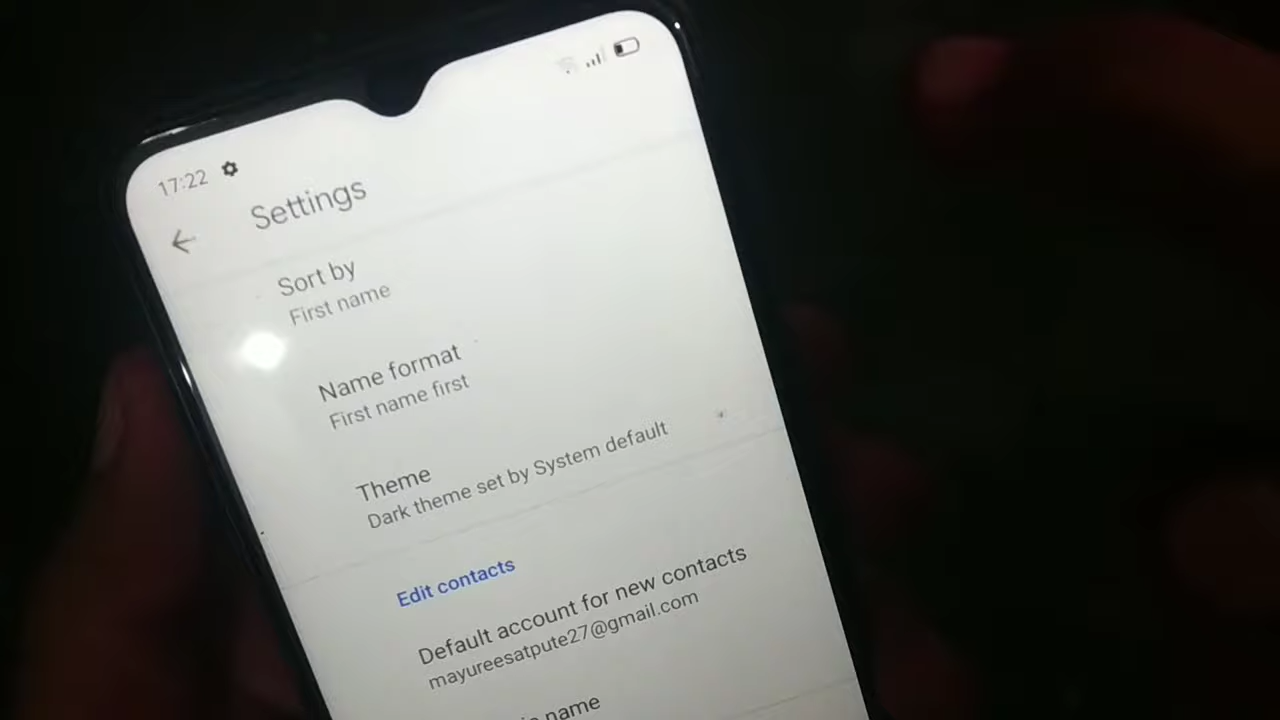 17:22
Settings
Sort by
First name
Name format
First name first
Theme
Dark theme set by System default
Edit contacts
Default account for new contacts
mayureesatpute27@gmail.com
name